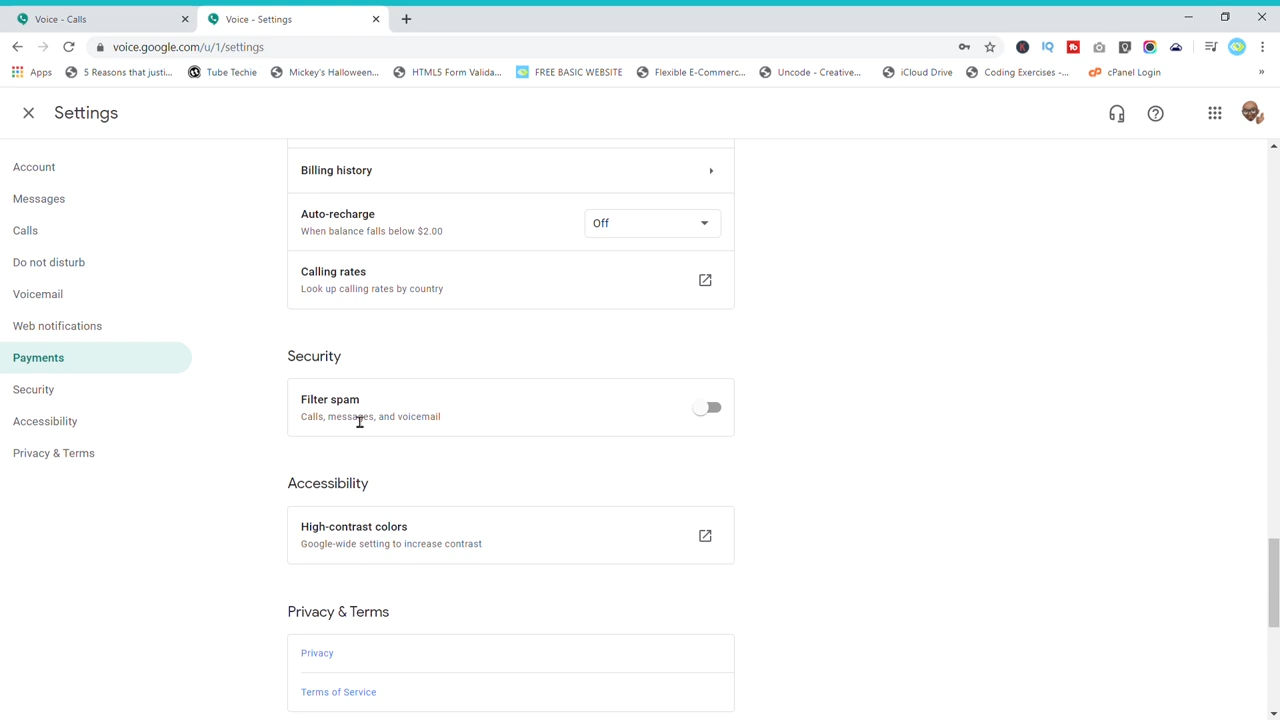 Voice - Calls
Voice - Settings
voice.google.com/u/1/settings
Apps
5 Reasons that justi...
Tube Techie
Mickey's Halloween...
HTML5 Form Valida...
FREE BASIC WEBSITE
Flexible E-Commerc...
Uncode - Creative...
iCloud Drive
Coding Exercises -...
cPanel Login
Settings
Account
Messages
Calls
Do not disturb
Voicemail
Web notifications
Payments
Security
Accessibility
Privacy & Terms
Billing history
Auto-recharge
When balance falls below $2.00
Off
Calling rates
Look up calling rates by country
Security
Filter spam
Calls, messages, and voicemail
Accessibility
High-contrast colors
Google-wide setting to increase contrast
Privacy & Terms
Privacy
Terms of Service